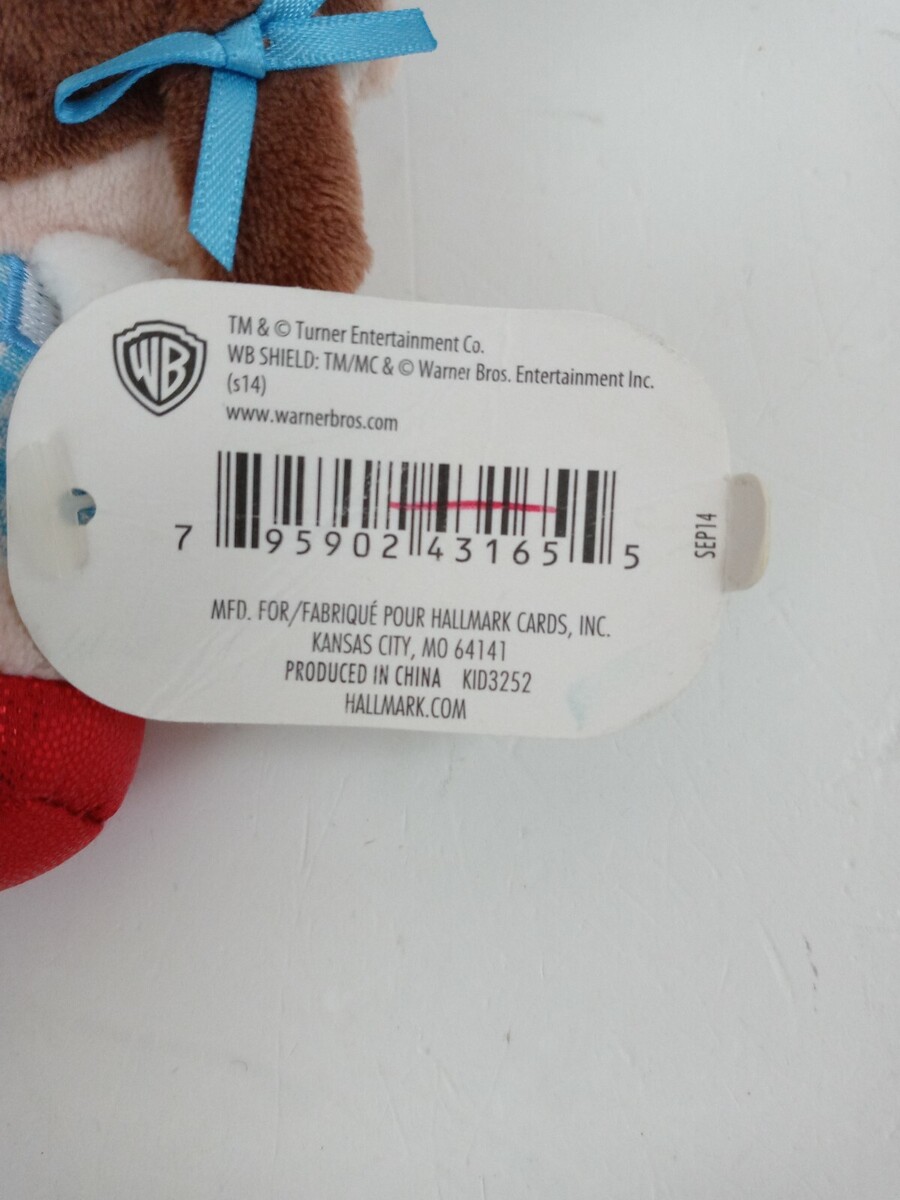 WB
TM & © Turner Entertainment Co.
WB SHIELD: TM/MC & © Warner Bros. Entertainment Inc.
(s14)
www.warnerbros.com
7 95902 43165 5
SEP14
MFD. FOR/FABRIQUÉ POUR HALLMARK CARDS, INC.
KANSAS CITY, MO 64141
PRODUCED IN CHINA KID3252
HALLMARK.COM